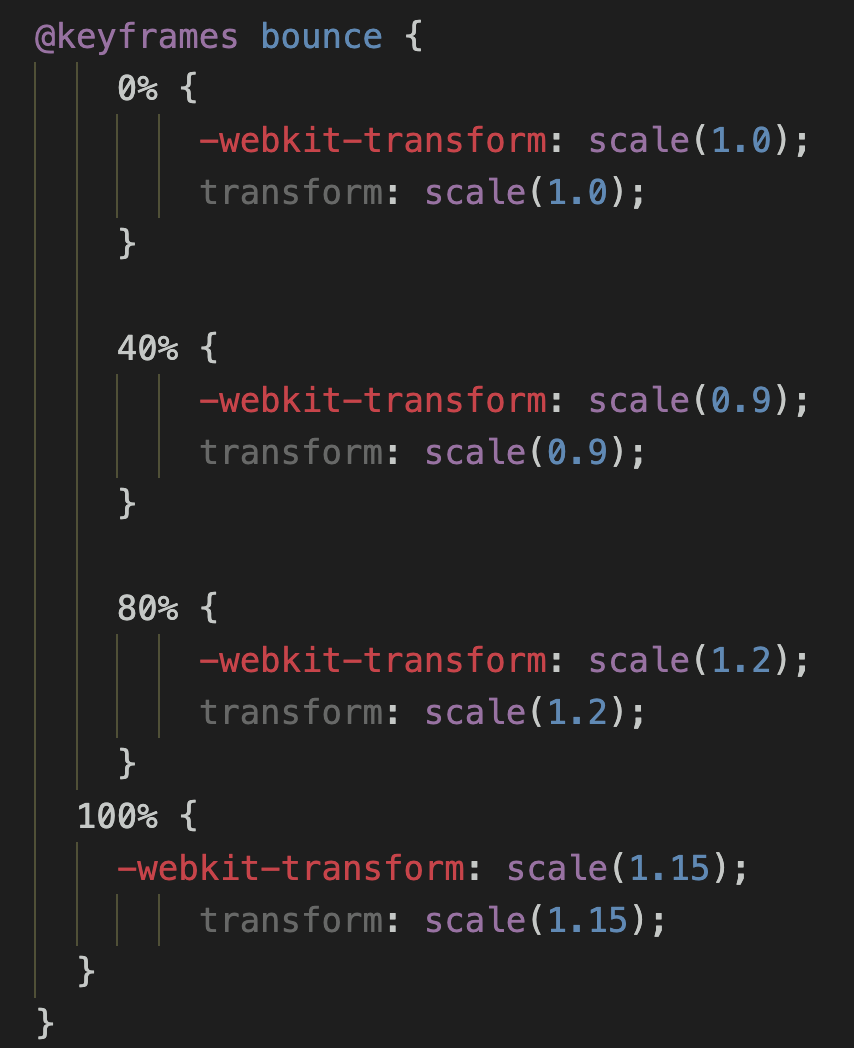 @keyframes bounce {
    0% {
        -webkit-transform: scale(1.0);
        transform: scale(1.0);
    }

    40% {
        -webkit-transform: scale(0.9);
        transform: scale(0.9);
    }

    80% {
        -webkit-transform: scale(1.2);
        transform: scale(1.2);
    }
  100% {
    -webkit-transform: scale(1.15);
        transform: scale(1.15);
  }
}